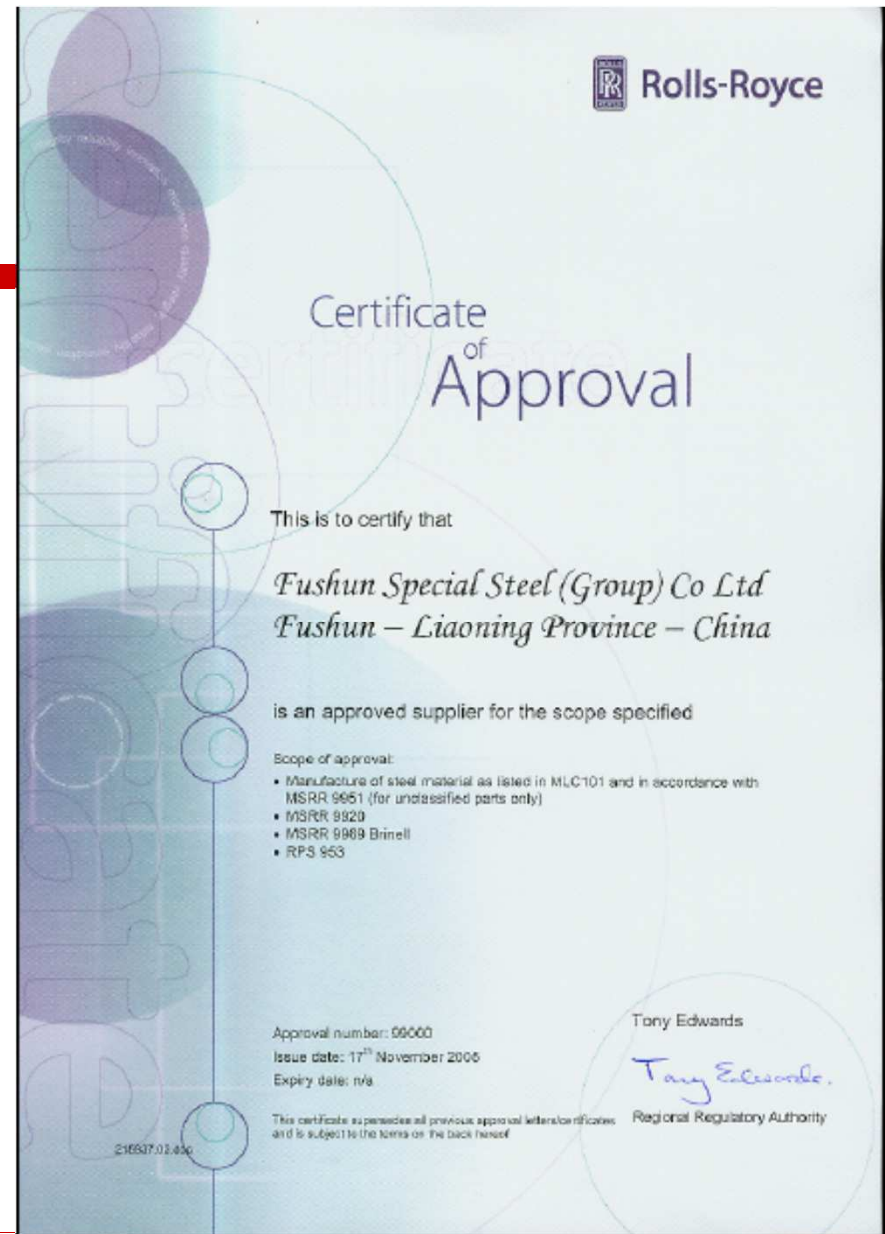 Rolls-Royce
Certificate
of
Approval
This is to certify that
Fushun Special Steel (Group) Co Ltd
Fushun – Liaoning Province – China
is an approved supplier for the scope specified
Scope of approval:
• Manufacture of steel material as listed in MLC101 and in accordance with
MSRR 9951 (for unclassified parts only)
• MSRR 9920
• MSRR 9989 Brinell
• RPS 953
Tony Edwards
Approval number:
Issue date: 17th November
Expiry date: n/a
Tony Edwards.
Regional Regulatory Authority
This certificate supersedes all previous approval letters/certificates
and is subject to the terms on the back hereof